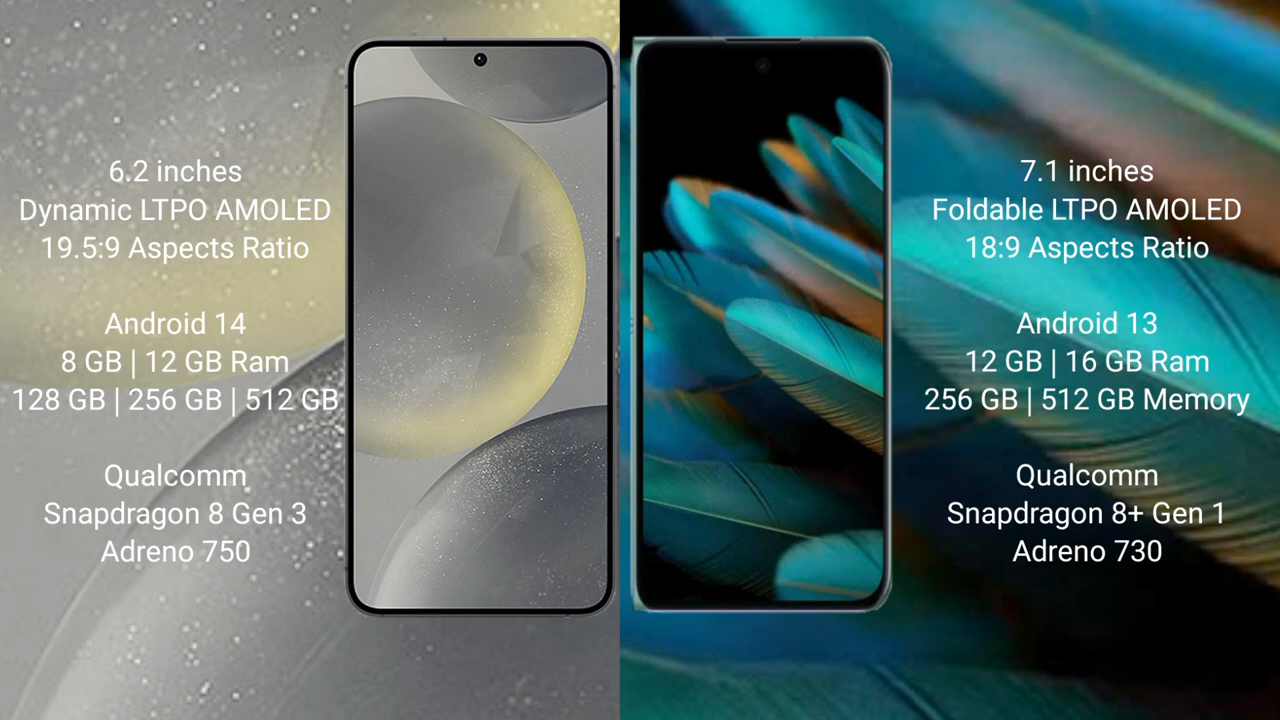 6.2 inches
Dynamic LTPO AMOLED
19.5:9 Aspects Ratio
Android 14
8 GB | 12 GB Ram
128 GB | 256 GB | 512 GB
Qualcomm
Snapdragon 8 Gen 3
Adreno 750
7.1 inches
Foldable LTPO AMOLED
18:9 Aspects Ratio
Android 13
12 GB | 16 GB Ram
256 GB | 512 GB Memory
Qualcomm
Snapdragon 8+ Gen 1
Adreno 730